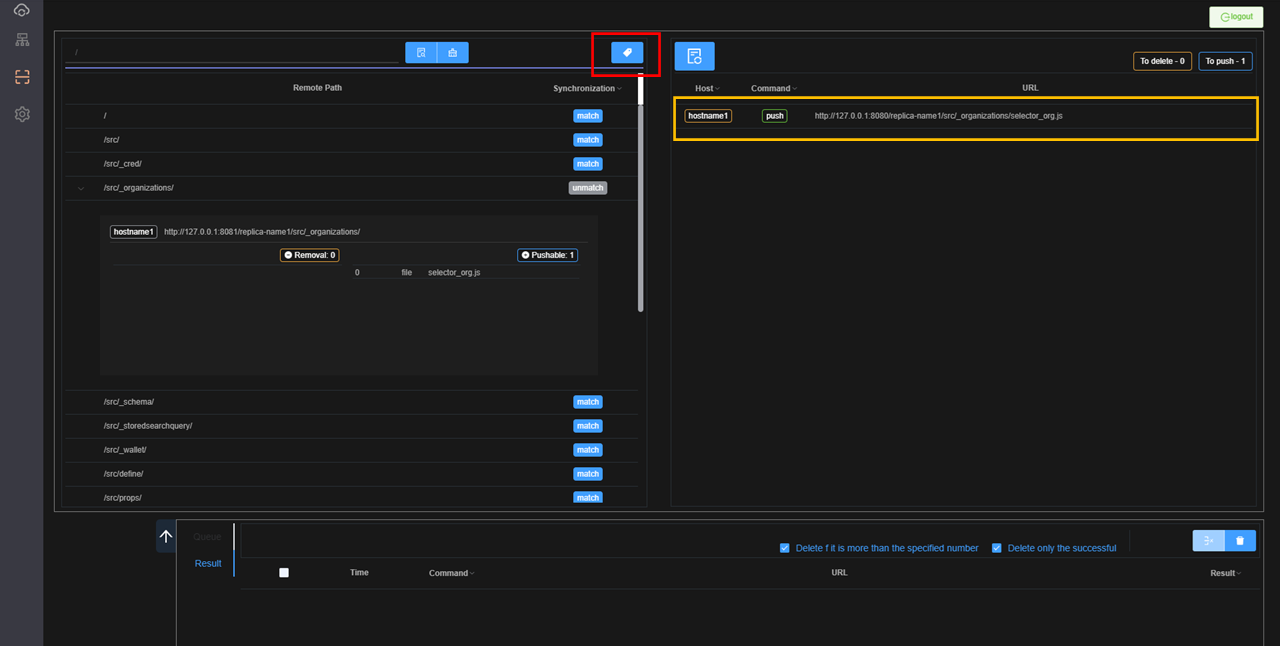 logout
/
To delete - 0 To push - 1
Remote Path Synchronization
Host Command URL
/ match
hostname1 push http://127.0.0.1:8080/replica-name1/src/_organizations/selector_org.js
/src/ match
/src/_cred/ match
/src/_organizations/ unmatch
hostname1 http://127.0.0.1:8081/replica-name1/src/_organizations/
Removal: 0 Pushable: 1
0 file selector_org.js
/src/_schema/ match
/src/_storedsearchquery/ match
/src/_wallet/ match
/src/define/ match
/src/props/ match
Queue
Delete f it is more than the specified number Delete only the successful
Result
Time Command URL Result